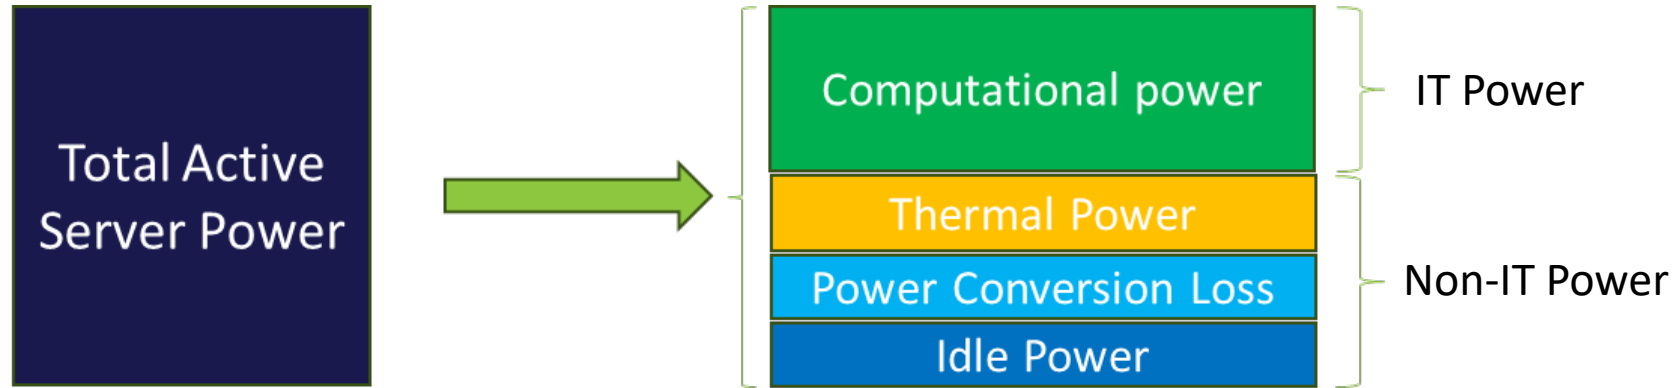 Total Active
Server Power
Computational power
Thermal Power
Power Conversion Loss
Idle Power
IT Power
Non-IT Power